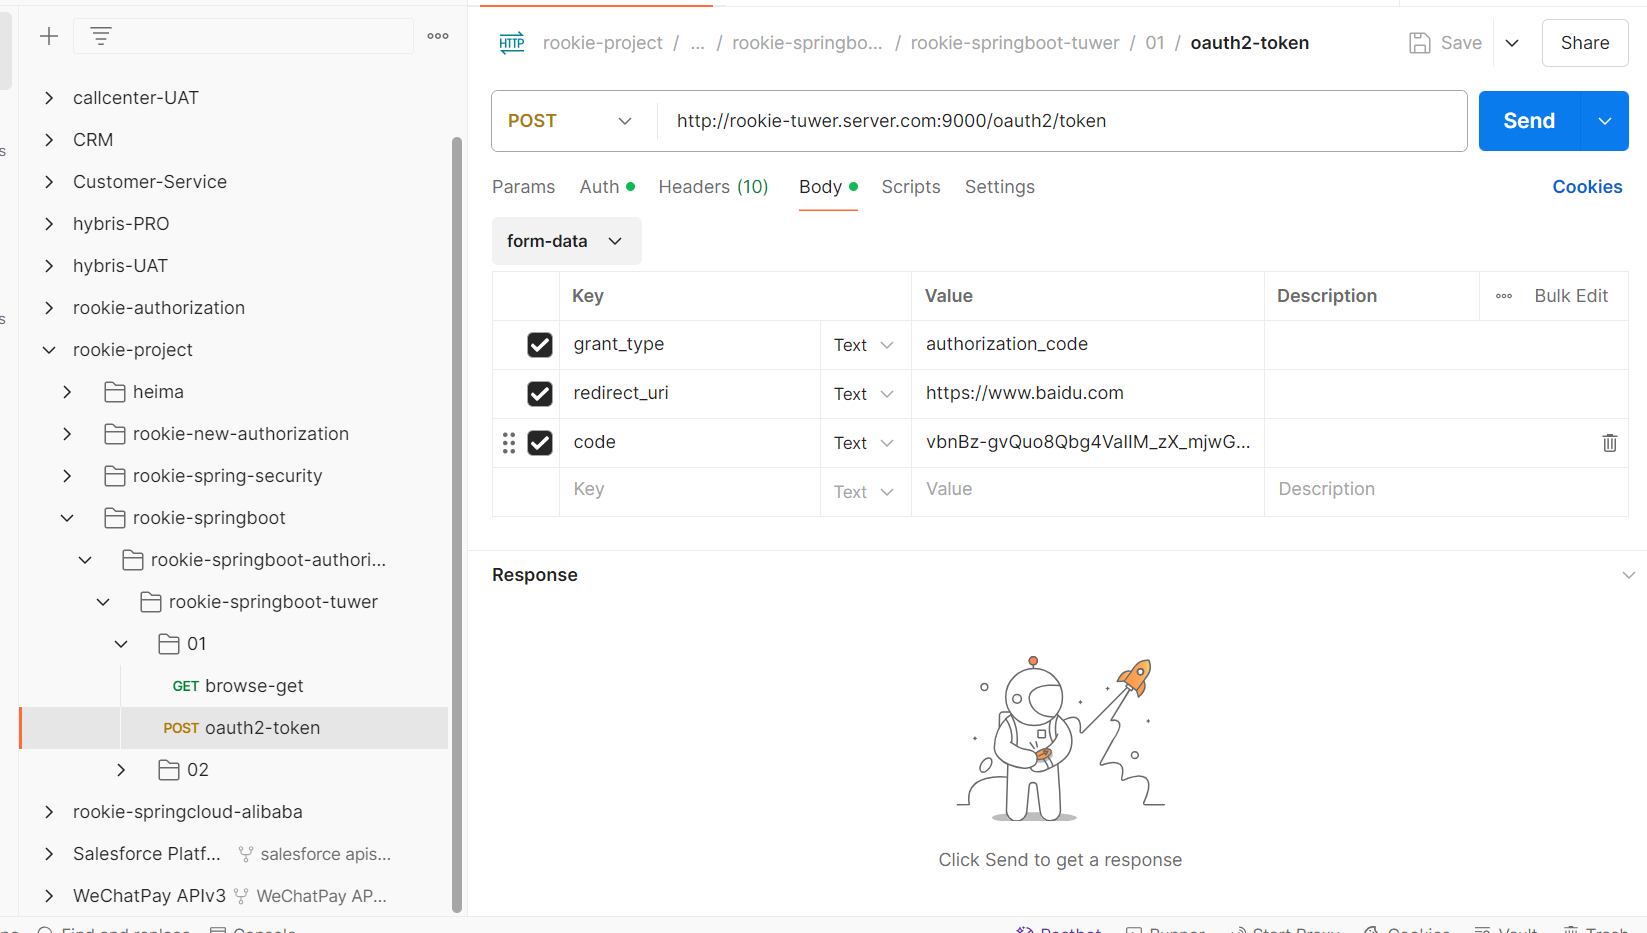 HTTP rookie-project / ... / rookie-springbo... / rookie-springboot-tuwer / 01 / oauth2-token Save Share
POST http://rookie-tuwer.server.com:9000/oauth2/token Send
Params Auth Headers (10) Body Scripts Settings Cookies
form-data
Key Value Description Bulk Edit
grant_type Text authorization_code
redirect_uri Text https://www.baidu.com
code Text vbnBz-gvQuo8Qbg4ValIM_zX_mjwG...
Key Text Value Description
Response
Click Send to get a response
callcenter-UAT
CRM
Customer-Service
hybris-PRO
hybris-UAT
rookie-authorization
rookie-project
heima
rookie-new-authorization
rookie-spring-security
rookie-springboot
rookie-springboot-authori...
rookie-springboot-tuwer
01
GET browse-get
POST oauth2-token
02
rookie-springcloud-alibaba
Salesforce Platf... salesforce apis...
WeChatPay APIv3 WeChatPay AP...
Find and replace Console Postbot Runner Start Proxy Cookies Vault Trash